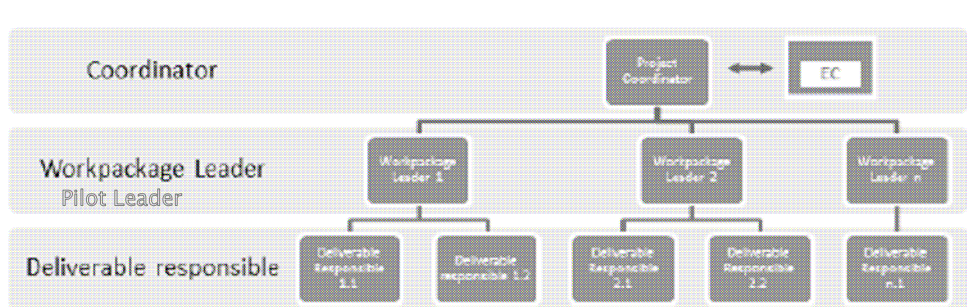 Coordinator
Project
Coordinator
EC
Workpackage Leader
Pilot Leader
Workpackage
Leader 1
Workpackage
Leader 2
Workpackage
Leader n
Deliverable responsible
Deliverable
Responsible
1.1
Deliverable
responsible 1.2
Deliverable
Responsible
2.1
Deliverable
Responsible
2.2
Deliverable
Responsible
n.1